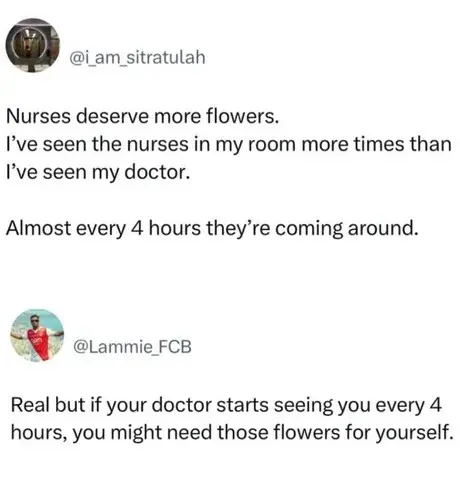 @i_am_sitratulah
Nurses deserve more flowers.
I’ve seen the nurses in my room more times than
I’ve seen my doctor.
Almost every 4 hours they’re coming around.
@Lammie_FCB
Real but if your doctor starts seeing you every 4
hours, you might need those flowers for yourself.